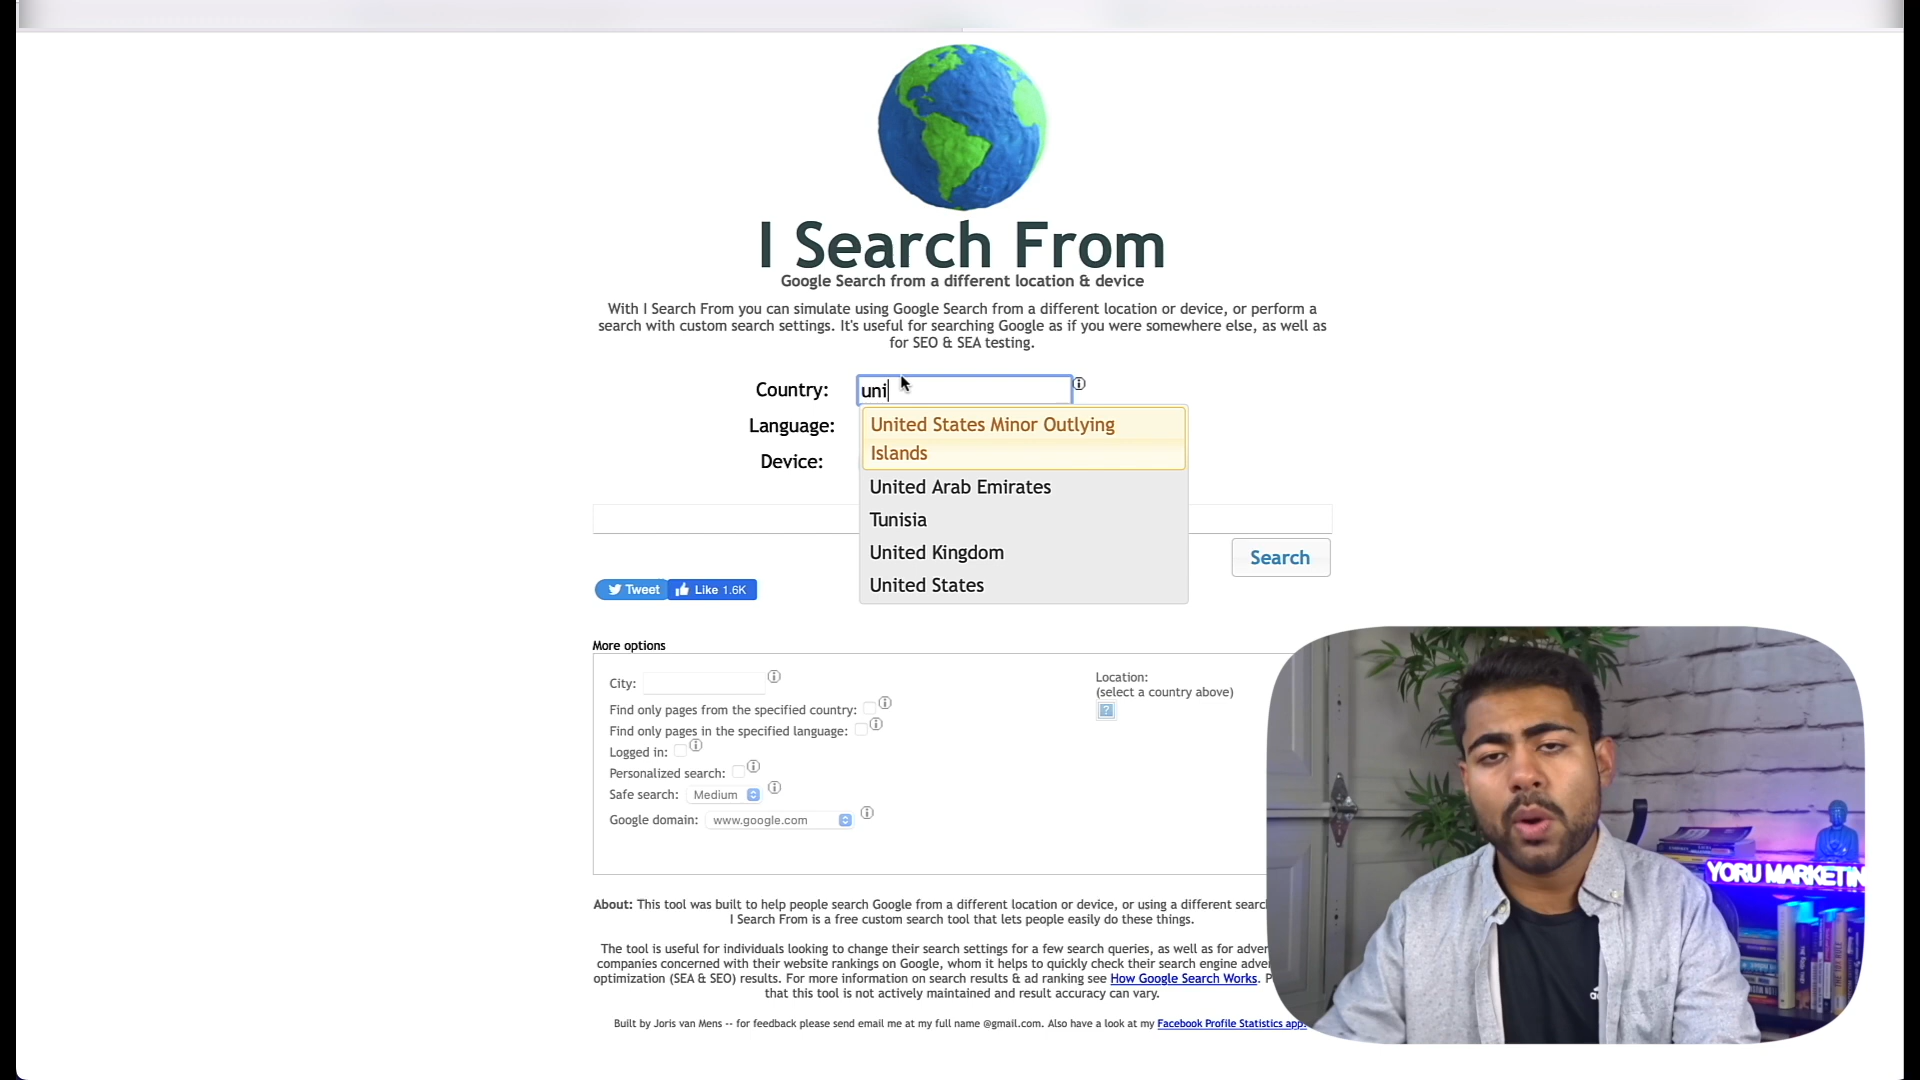 I Search From
Google Search from a different location & device
With I Search From you can simulate using Google Search from a different location or device, or perform a
search with custom search settings. It's useful for searching Google as if you were somewhere else, as well as
for SEO & SEA testing.
Country: uni
Language:
Device:
United States Minor Outlying
Islands
United Arab Emirates
Tunisia
United Kingdom
United States
Search
Tweet
Like 1.6K
More options
City:
Find only pages from the specified country:
Find only pages in the specified language:
Logged in:
Personalized search:
Safe search: Medium
Google domain: www.google.com
Location:
(select a country above)
?
About: This tool was built to help people search Google from a different location or device, or using a different searc
I Search From is a free custom search tool that lets people easily do these things.
The tool is useful for individuals looking to change their search settings for a few search queries, as well as for adver
companies concerned with their website rankings on Google, whom it helps to quickly check their search engine adve
optimization (SEA & SEO) results. For more information on search results & ad ranking see How Google Search Works. P
that this tool is not actively maintained and result accuracy can vary.
Built by Joris van Mens -- for feedback please send email me at my full name @gmail.com. Also have a look at my Facebook Profile Statistics app.
YORU MARKETIN